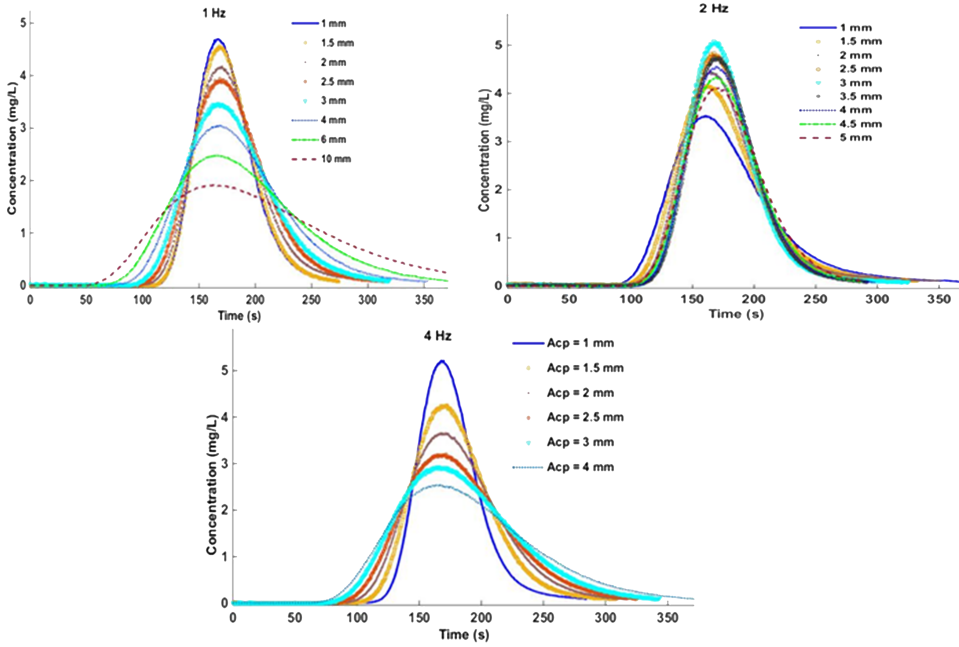 1 Hz
1 mm
1.5 mm
2 mm
2.5 mm
3 mm
4 mm
6 mm
10 mm
5
4
3
2
1
0
Concentration (mg/L)
0 50 100 150 200 250 300 350
Time (s)
2 Hz
1 mm
1.5 mm
2 mm
2.5 mm
3 mm
3.5 mm
4 mm
4.5 mm
5 mm
5
4
3
2
1
0
Concentration (mg/L)
0 50 100 150 200 250 300 350
Time (s)
4 Hz
Acp = 1 mm
Acp = 1.5 mm
Acp = 2 mm
Acp = 2.5 mm
Acp = 3 mm
Acp = 4 mm
5
4
3
2
1
0
Concentration (mg/L)
0 50 100 150 200 250 300 350
Time (s)